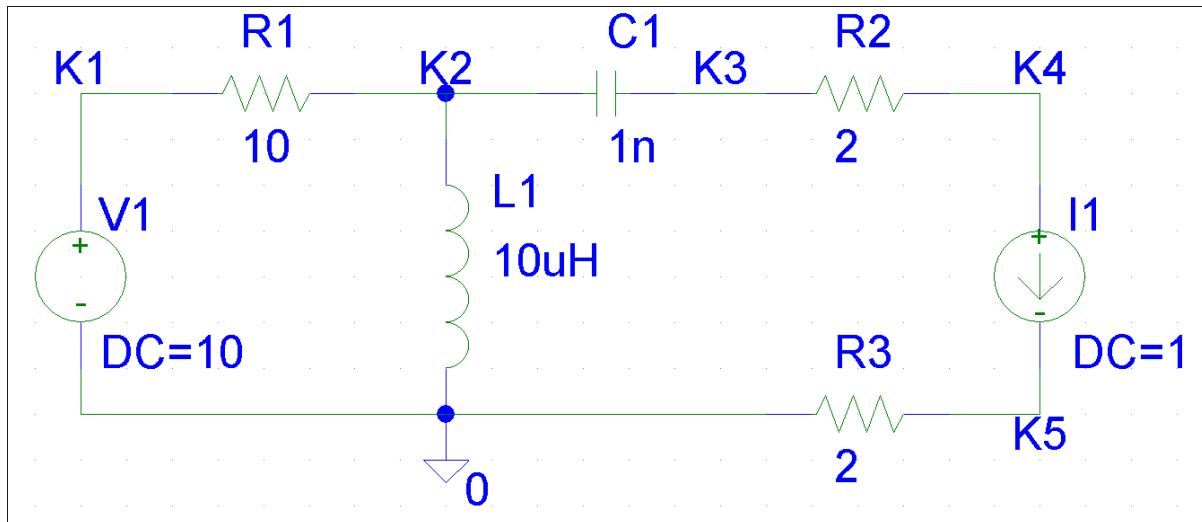 R1
C1
R2
K1
K2
K3
K4
10
1n
2
L1
V1
I1
+
+
10uH
-
-
DC=10
R3
DC=1
K5
2
0